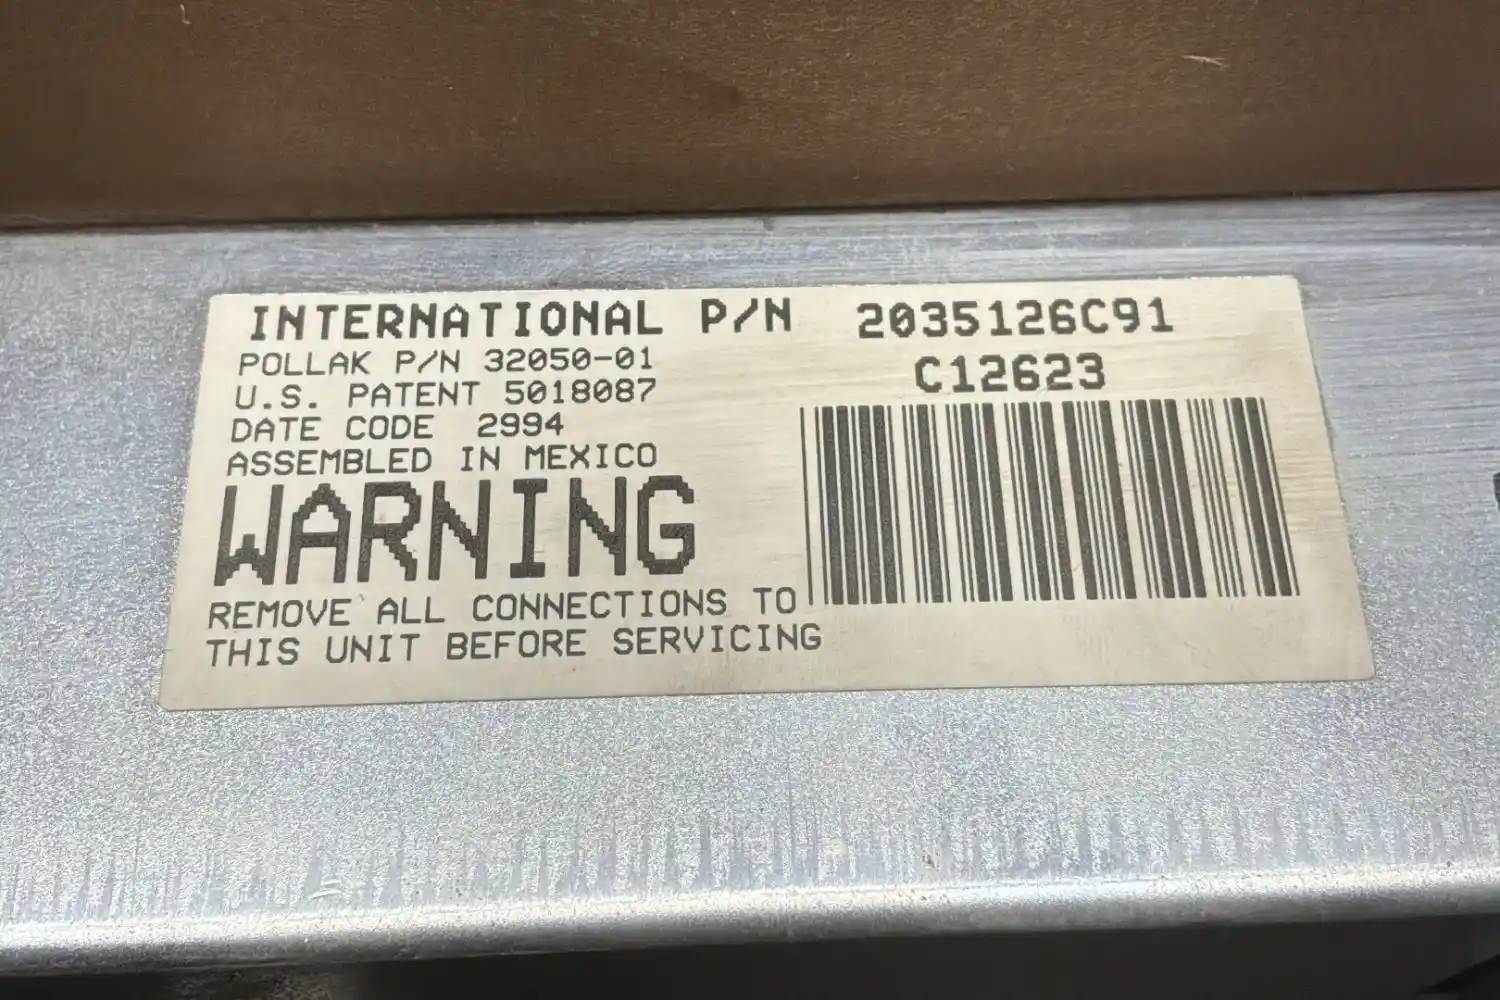 INTERNATIONAL P/N 2035126C91
POLLAK P/N 32050-01
C12623
U.S. PATENT 5018087
DATE CODE 2994
ASSEMBLED IN MEXICO
WARNING
REMOVE ALL CONNECTIONS TO
THIS UNIT BEFORE SERVICING